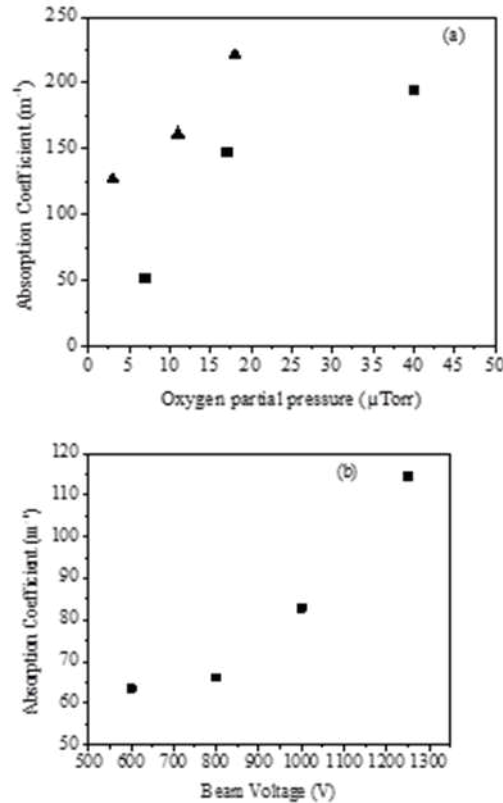 250
(a)
200
150
100
50
0
0 5 10 15 20 25 30 35 40 45 50
Absorption Coefficient (m⁻¹)
Oxygen partial pressure (µTorr)
120
(b)
110
100
90
80
70
60
50
500 600 700 800 900 1000 1100 1200 1300
Absorption Coefficient (m⁻¹)
Beam Voltage (V)